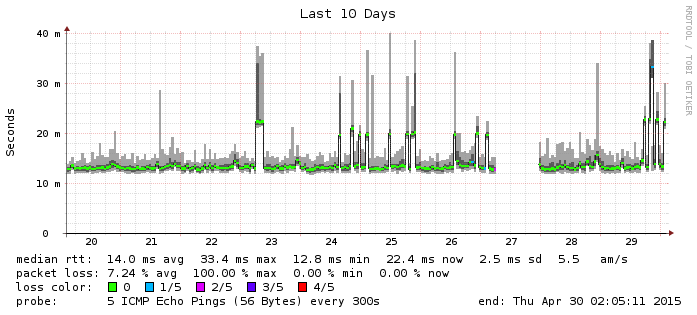 Last 10 Days
RRDTOOL / TOBI OETIKER
Seconds
40 m
30 m
20 m
10 m
0
20 21 22 23 24 25 26 27 28 29
median rtt: 14.0 ms avg 33.4 ms max 12.8 ms min 22.4 ms now 2.5 ms sd 5.5 am/s
packet loss: 7.24 % avg 100.00 % max 0.00 % min 0.00 % now
loss color: 0 1/5 2/5 3/5 4/5
probe: 5 ICMP Echo Pings (56 Bytes) every 300s end: Thu Apr 30 02:05:11 2015